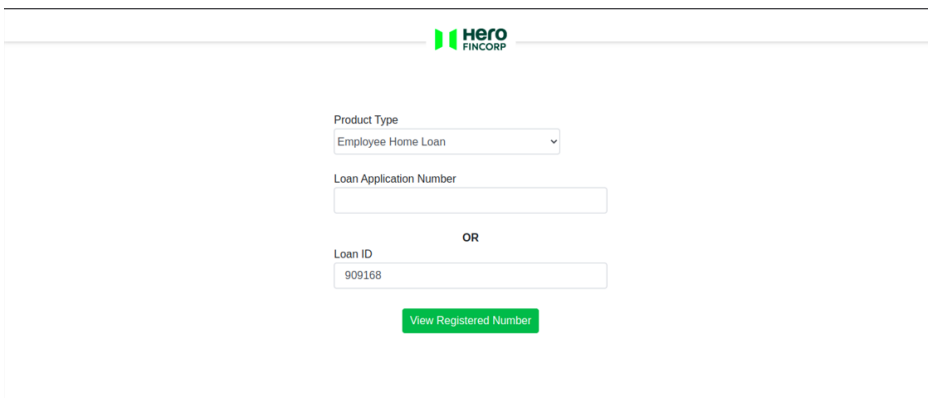 Hero
FINCORP
Product Type
Employee Home Loan
Loan Application Number
OR
Loan ID
909168
View Registered Number